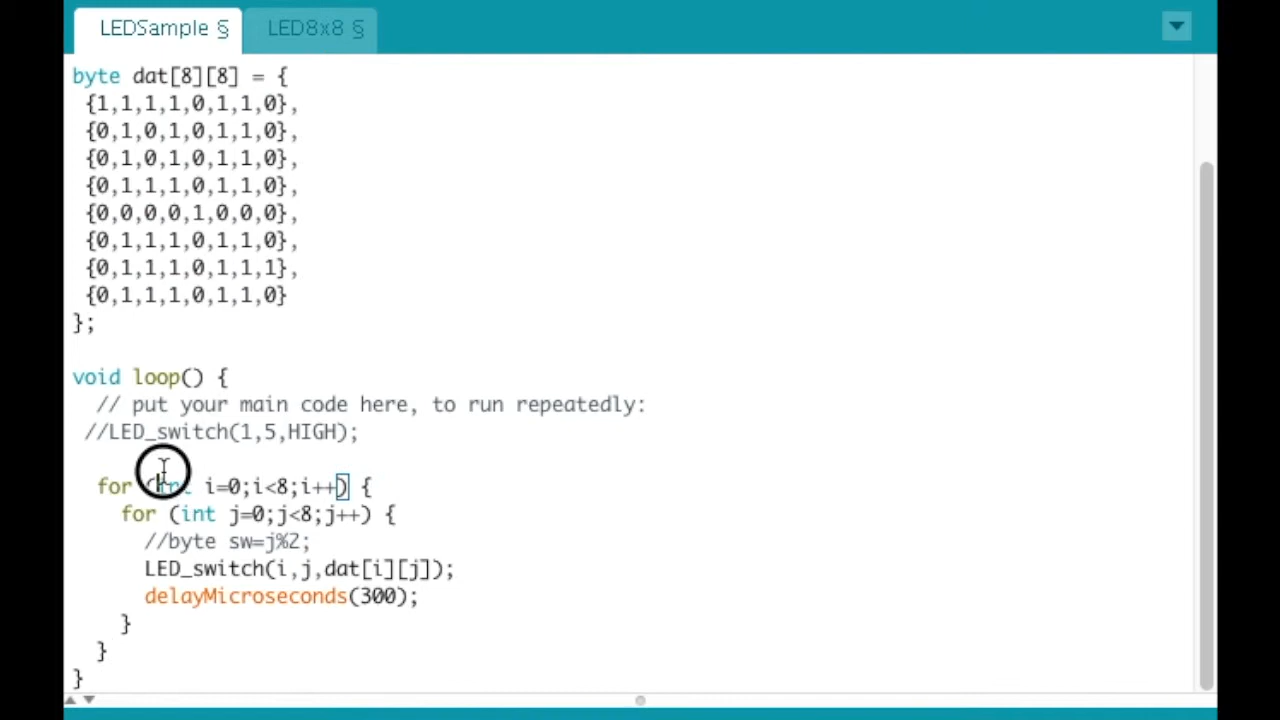 LEDSample § LED8x8 §
byte dat[8][8] = {
{1,1,1,1,0,1,1,0},
{0,1,0,1,0,1,1,0},
{0,1,0,1,0,1,1,0},
{0,1,1,1,0,1,1,0},
{0,0,0,0,1,0,0,0},
{0,1,1,1,0,1,1,0},
{0,1,1,1,0,1,1,1},
{0,1,1,1,0,1,1,0}
};
void loop() {
// put your main code here, to run repeatedly:
//LED_switch(1,5,HIGH);
for (int i=0;i<8;i++) {
for (int j=0;j<8;j++) {
//byte sw=j%2;
LED_switch(i,j,dat[i][j]);
delayMicroseconds(300);
}
}
}